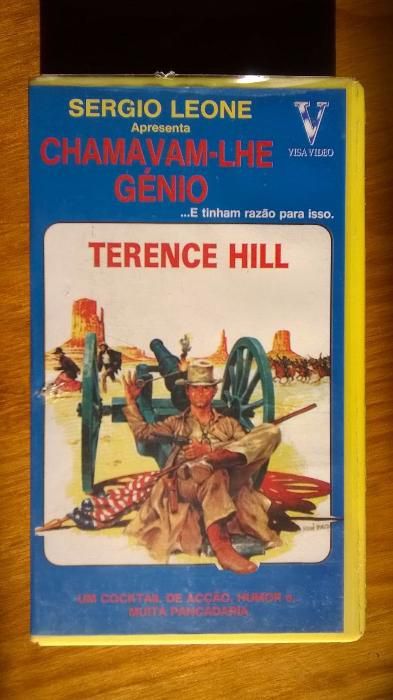 SERGIO LEONE
Apresenta
CHAMAVAM-LHE
GÉNIO
...E tinham razão para isso.
V
VISA VIDEO
TERENCE HILL
UM COCKTAIL DE ACÇÃO, HUMOR e...
MUITA PANCADARIA